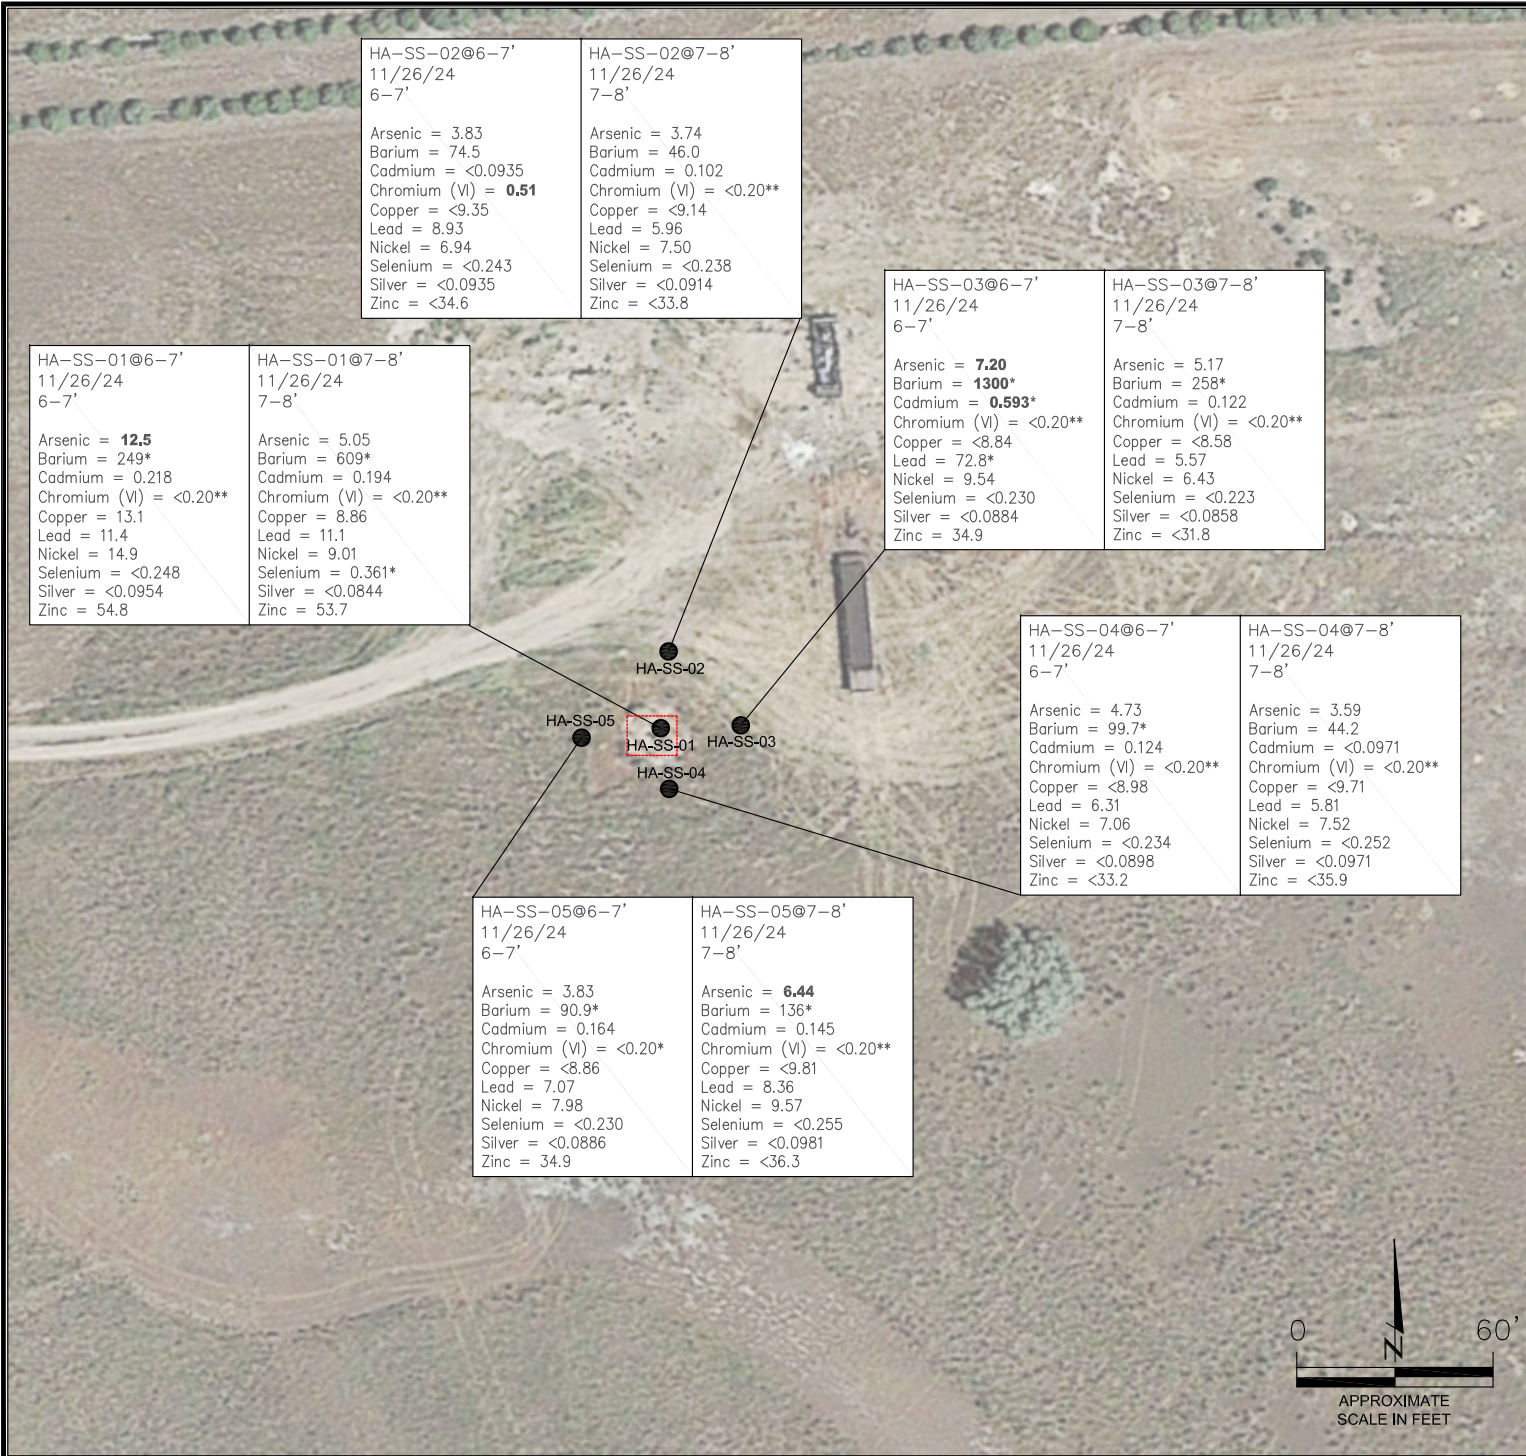 HA-SS-02@6-7'
11/26/24
6-7'
Arsenic = 3.83
Barium = 74.5
Cadmium = <0.0935
Chromium (VI) = 0.51
Copper = <9.35
Lead = 8.93
Nickel = 6.94
Selenium = <0.243
Silver = <0.0935
Zinc = <34.6
HA-SS-02@7-8'
11/26/24
7-8'
Arsenic = 3.74
Barium = 46.0
Cadmium = 0.102
Chromium (VI) = <0.20**
Copper = <9.14
Lead = 5.96
Nickel = 7.50
Selenium = <0.238
Silver = <0.0914
Zinc = <33.8
HA-SS-03@6-7'
11/26/24
6-7'
Arsenic = 7.20
Barium = 1300*
Cadmium = 0.593*
Chromium (VI) = <0.20**
Copper = <8.84
Lead = 72.8*
Nickel = 9.54
Selenium = <0.230
Silver = <0.0884
Zinc = 34.9
HA-SS-03@7-8'
11/26/24
7-8'
Arsenic = 5.17
Barium = 258*
Cadmium = 0.122
Chromium (VI) = <0.20**
Copper = <8.58
Lead = 5.57
Nickel = 6.43
Selenium = <0.223
Silver = <0.0858
Zinc = <31.8
HA-SS-01@6-7'
11/26/24
6-7'
Arsenic = 12.5
Barium = 249*
Cadmium = 0.218
Chromium (VI) = <0.20**
Copper = 13.1
Lead = 11.4
Nickel = 14.9
Selenium = <0.248
Silver = <0.0954
Zinc = 54.8
HA-SS-01@7-8'
11/26/24
7-8'
Arsenic = 5.05
Barium = 609*
Cadmium = 0.194
Chromium (VI) = <0.20**
Copper = 8.86
Lead = 11.1
Nickel = 9.01
Selenium = 0.361*
Silver = <0.0844
Zinc = 53.7
HA-SS-04@6-7'
11/26/24
6-7'
Arsenic = 4.73
Barium = 99.7*
Cadmium = 0.124
Chromium (VI) = <0.20**
Copper = <8.98
Lead = 6.31
Nickel = 7.06
Selenium = <0.234
Silver = <0.0898
Zinc = <33.2
HA-SS-04@7-8'
11/26/24
7-8'
Arsenic = 3.59
Barium = 44.2
Cadmium = <0.0971
Chromium (VI) = <0.20**
Copper = <9.71
Lead = 5.81
Nickel = 7.52
Selenium = <0.252
Silver = <0.0971
Zinc = <35.9
HA-SS-02
HA-SS-05
HA-SS-01
HA-SS-03
HA-SS-04
HA-SS-05@6-7'
11/26/24
6-7'
Arsenic = 3.83
Barium = 90.9*
Cadmium = 0.164
Chromium (VI) = <0.20*
Copper = <8.86
Lead = 7.07
Nickel = 7.98
Selenium = <0.230
Silver = <0.0886
Zinc = 34.9
HA-SS-05@7-8'
11/26/24
7-8'
Arsenic = 6.44
Barium = 136*
Cadmium = 0.145
Chromium (VI) = <0.20**
Copper = <9.81
Lead = 8.36
Nickel = 9.57
Selenium = <0.255
Silver = <0.0981
Zinc = <36.3
0 60'
N
APPROXIMATE
SCALE IN FEET